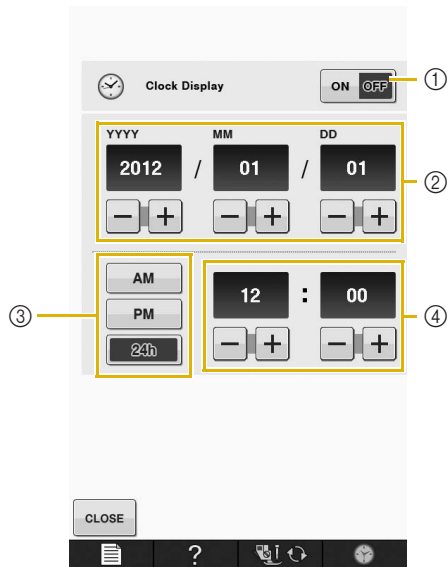 Clock Display ON OFF ①
YYYY MM DD
2012 / 01 / 01 ②
− + − + − +
AM
PM
24h
③
12 : 00 ④
− + − +
CLOSE
?